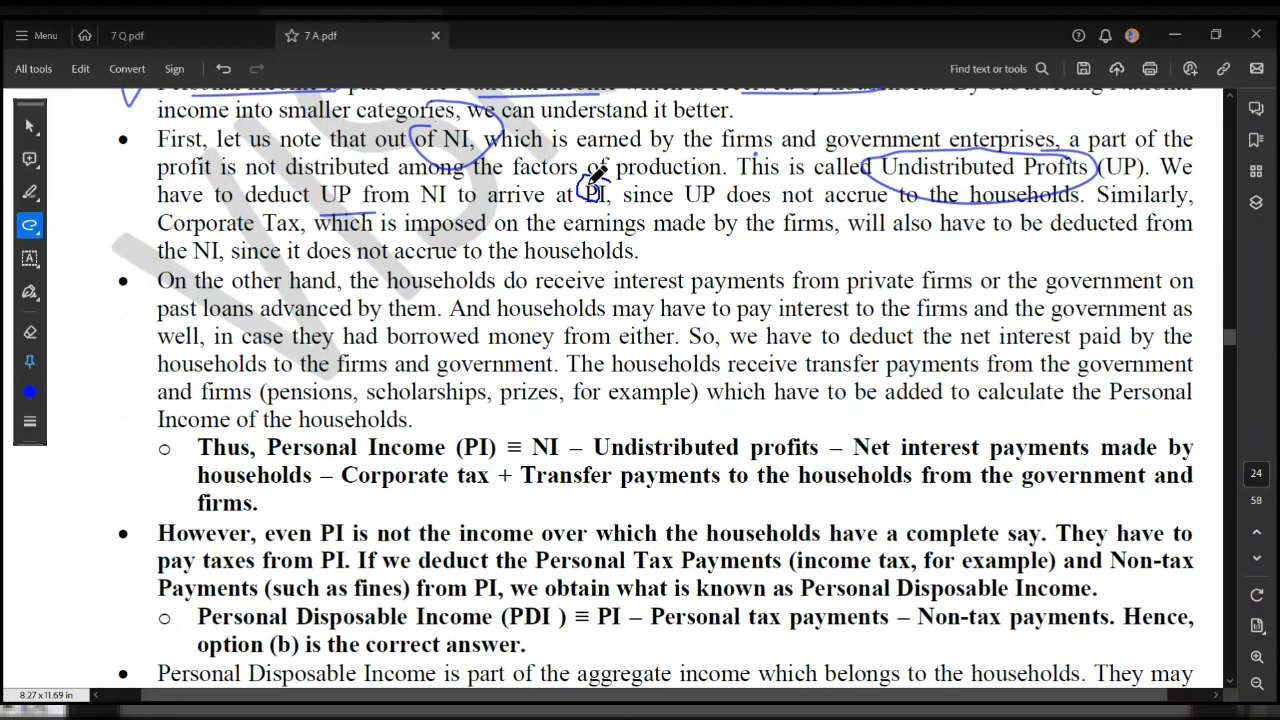 Menu
7 Q.pdf
7 A.pdf
All tools
Edit
Convert
Sign
Find text or tools
Personal Income is part of the National Income which is received by households. By subdividing National
income into smaller categories, we can understand it better.
• First, let us note that out of NI, which is earned by the firms and government enterprises, a part of the
profit is not distributed among the factors of production. This is called Undistributed Profits (UP). We
have to deduct UP from NI to arrive at PI, since UP does not accrue to the households. Similarly,
Corporate Tax, which is imposed on the earnings made by the firms, will also have to be deducted from
the NI, since it does not accrue to the households.
• On the other hand, the households do receive interest payments from private firms or the government on
past loans advanced by them. And households may have to pay interest to the firms and the government as
well, in case they had borrowed money from either. So, we have to deduct the net interest paid by the
households to the firms and government. The households receive transfer payments from the government
and firms (pensions, scholarships, prizes, for example) which have to be added to calculate the Personal
Income of the households.
o Thus, Personal Income (PI) ≡ NI – Undistributed profits – Net interest payments made by
households – Corporate tax + Transfer payments to the households from the government and
firms.
• However, even PI is not the income over which the households have a complete say. They have to
pay taxes from PI. If we deduct the Personal Tax Payments (income tax, for example) and Non-tax
Payments (such as fines) from PI, we obtain what is known as Personal Disposable Income.
o Personal Disposable Income (PDI ) ≡ PI – Personal tax payments – Non-tax payments. Hence,
option (b) is the correct answer.
• Personal Disposable Income is part of the aggregate income which belongs to the households. They may
24
58
8.27 x 11.69 in